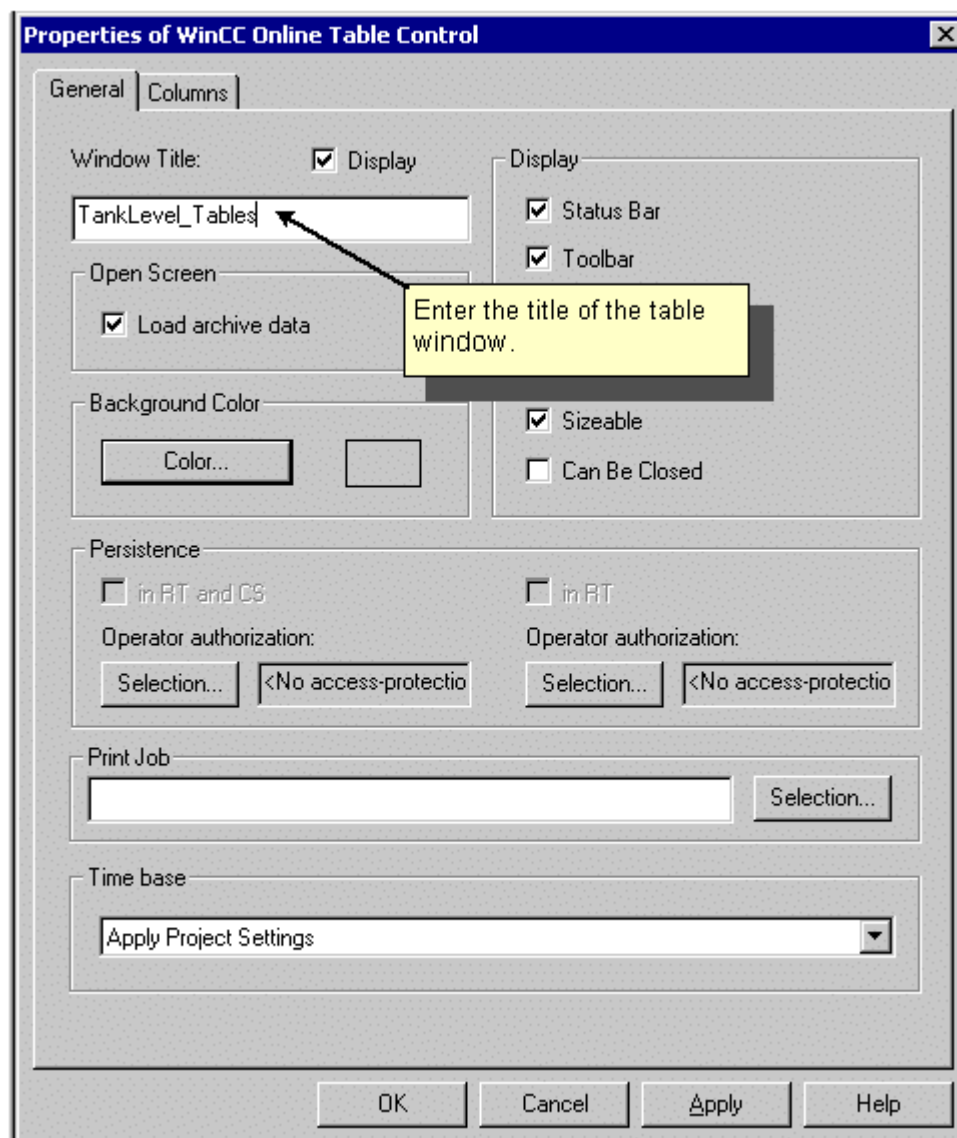 Properties of WinCC Online Table Control
General
Columns
Window Title:
Display
TankLevel_Tables
Open Screen
Load archive data
Background Color
Color...
Display
Status Bar
Toolbar
Enter the title of the table
window.
Sizeable
Can Be Closed
Persistence
in RT and CS
in RT
Operator authorization:
Operator authorization:
Selection...
<No access-protectio
Selection...
<No access-protectio
Print Job
Selection...
Time base
Apply Project Settings
OK
Cancel
Apply
Help